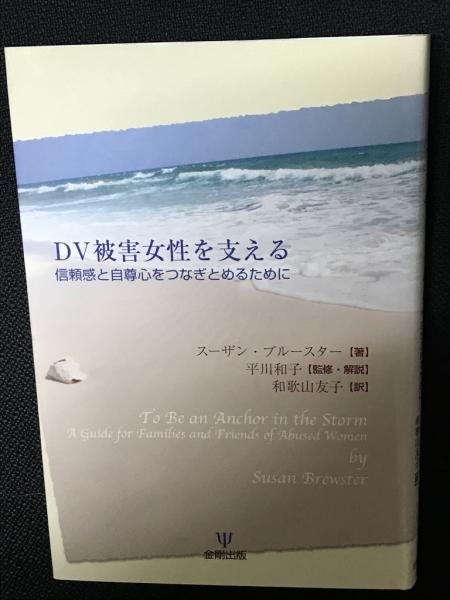 DV被害女性を支える
信頼感と自尊心をつなぎとめるために
スーザン・ブルースター【著】
平川和子【監修・解説】
和歌山友子【訳】
To Be an Anchor in the Storm
A Guide for Families and Friends of Abused Women
by
Susan Brewster
金剛出版